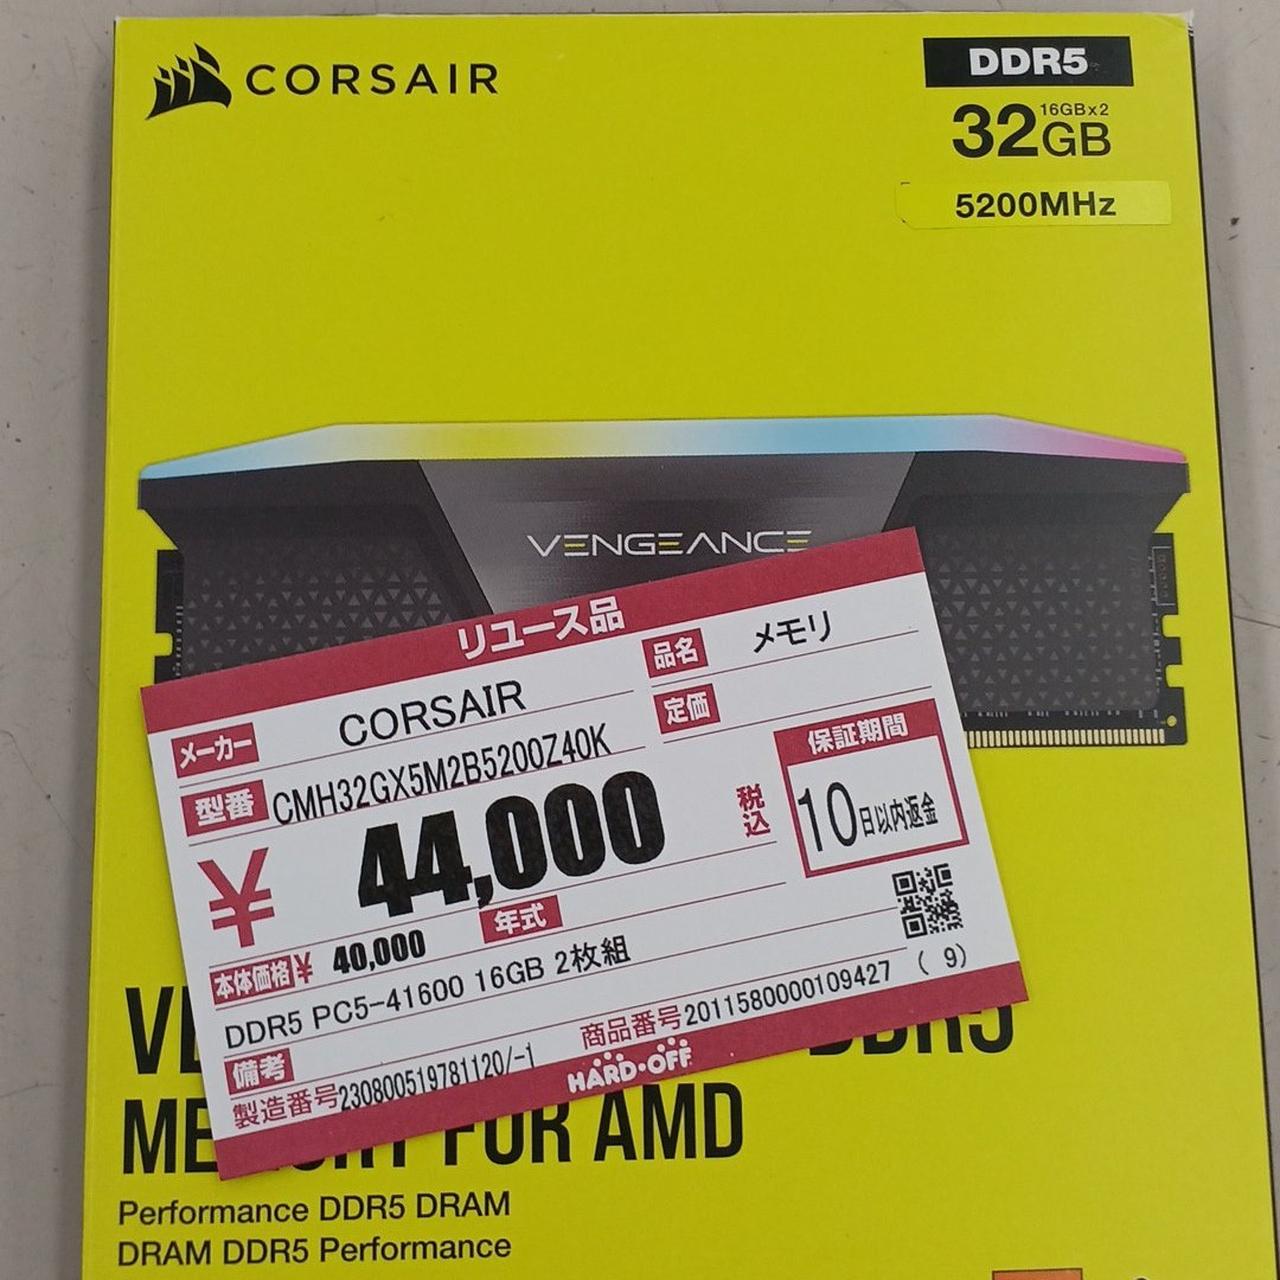 CORSAIR
DDR5
16GBx2
32GB
5200MHz
VENGEANCE
リユース品
メーカー CORSAIR
品名 メモリ
型番 CMH32GX5M2B5200Z40K
定価
¥ 44,000 税込
保証期間
10日以内返金
本体価格¥ 40,000 年式
DDR5 PC5-41600 16GB 2枚組
備考
商品番号2011580000109427 ( 9)
製造番号230800519781120/-1
HARD・OFF
DDR5
FOR AMD
Performance DDR5 DRAM
DRAM DDR5 Performance